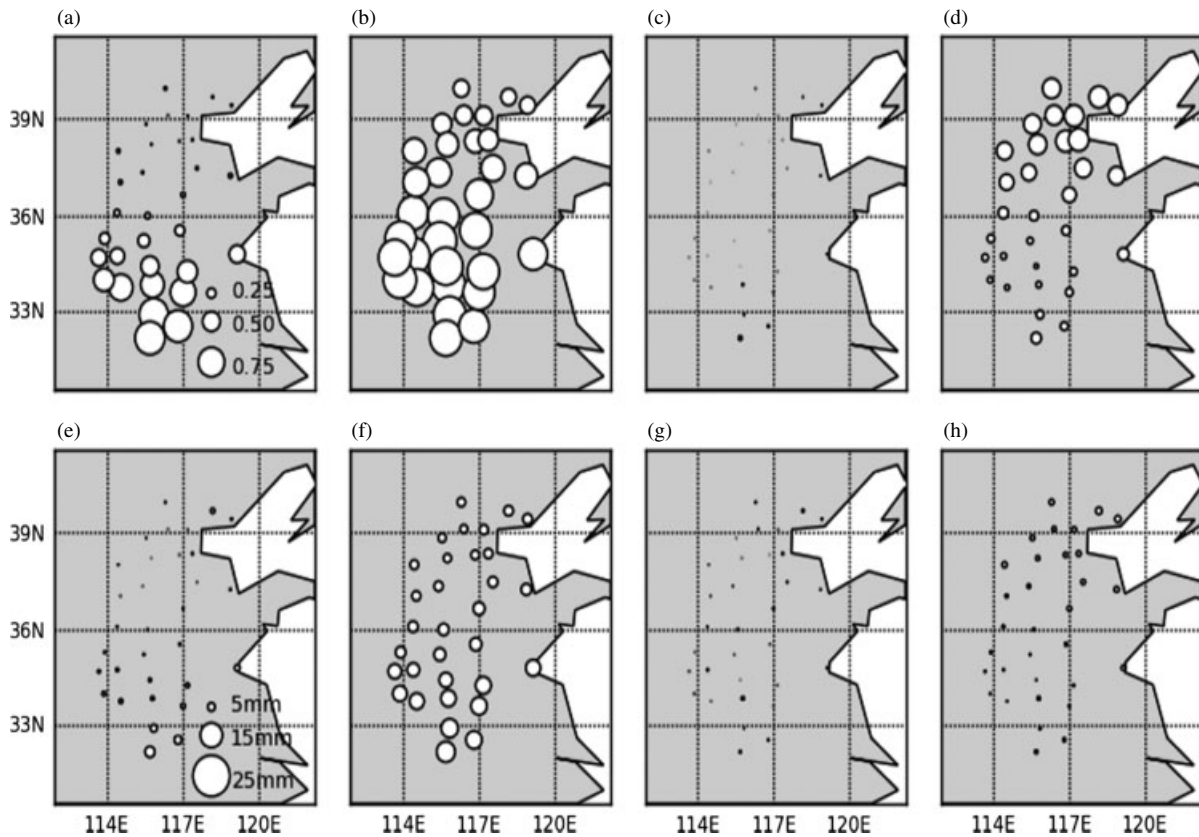 (a) (b) (c) (d)
39N
36N
33N
0.25
0.50
0.75
(e) (f) (g) (h)
39N
36N
33N
5mm
15mm
25mm
114E 117E 120E 114E 117E 120E 114E 117E 120E 114E 117E 120E